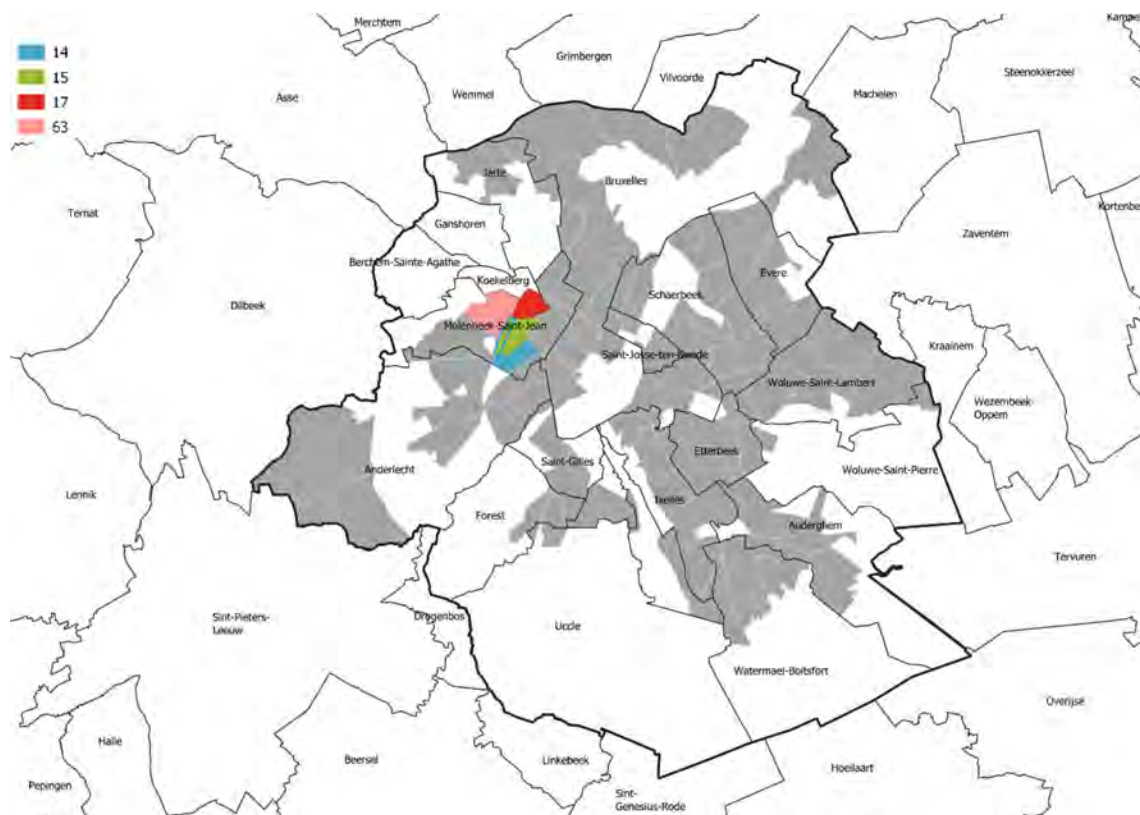 Merchtem
Kampe
14
15
17
63
Grimbergen
Vilvoorde
Steenokkerzeel
Asse
Wemmel
Machelen
Jette
Bruxelles
Ternat
Ganshoren
Kortenbe
Zaventem
Berchem-Sainte-Agathe
Evere
Koekelberg
Schaerbeek
Dilbeek
Molenbeek-Saint-Jean
Kraainem
Saint-Josse-ten-Noode
Woluwe-Saint-Lambert
Wezembeek-
Oppem
Etterbeek
Saint-Gilles
Anderlecht
Woluwe-Saint-Pierre
Lennik
Ixelles
Forest
Auderghem
Tervuren
Sint-Pieters-
Leeuw
Drogenbos
Uccle
Watermael-Boitsfort
Overijse
Halle
Beersel
Linkebeek
Hoeilaart
Pepingen
Sint-
Genesius-Rode